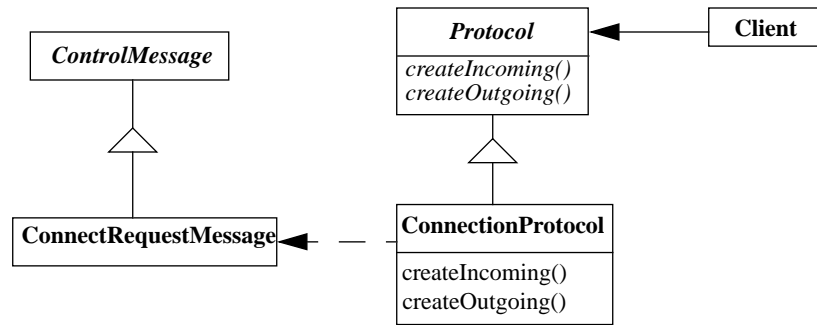 Protocol
Client
ControlMessage
createIncoming()
createOutgoing()
ConnectRequestMessage
ConnectionProtocol
createIncoming()
createOutgoing()